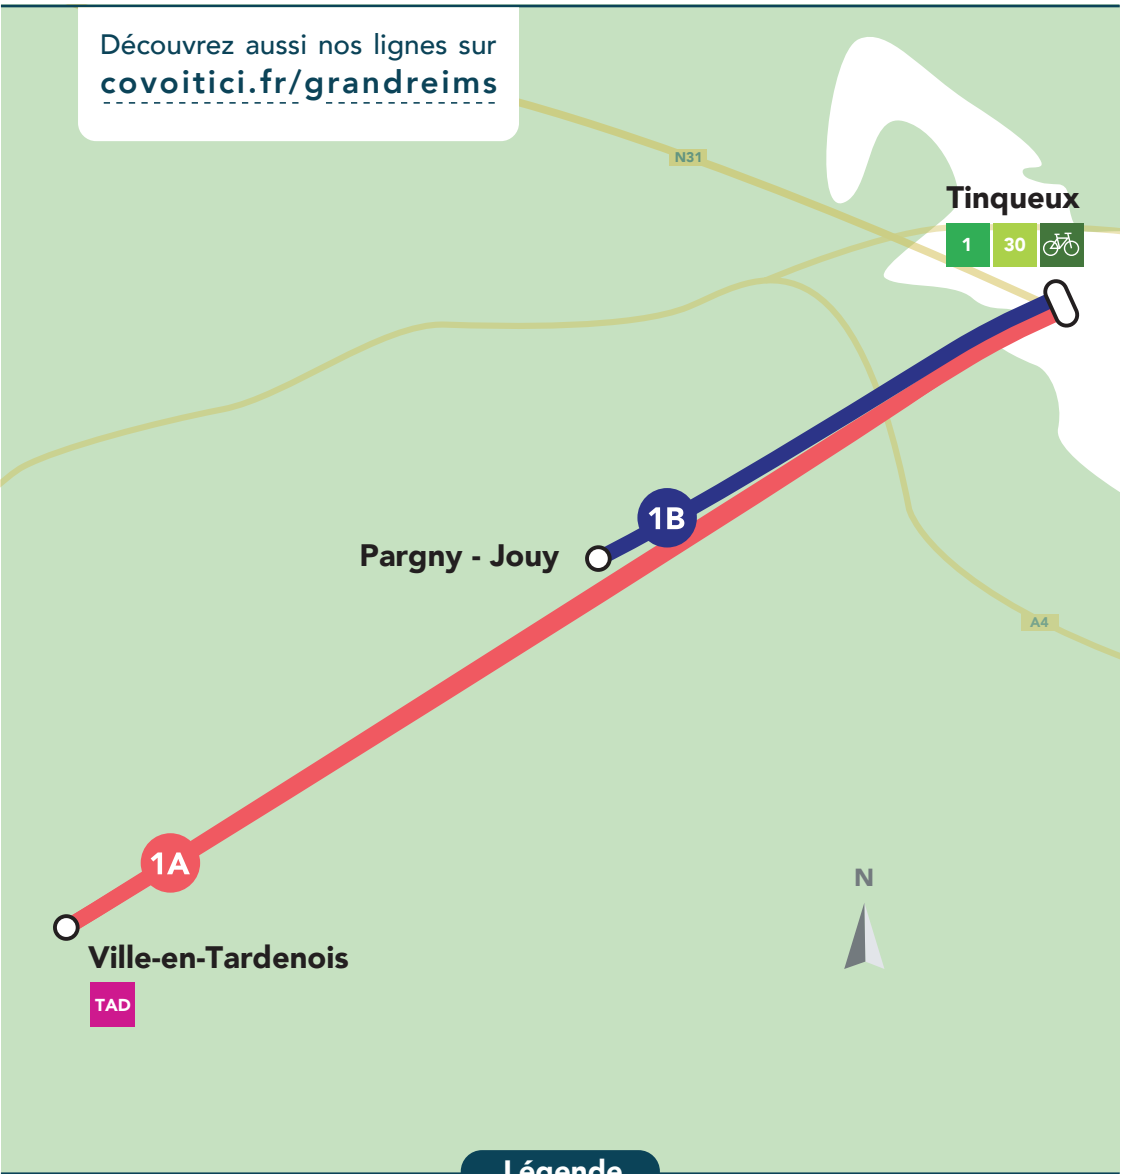 Découvrez aussi nos lignes sur
covoitici.fr/grandreims
N31
Tinqueux
1 30
1B
Pargny - Jouy
A4
1A
N
Ville-en-Tardenois
TAD
Légende